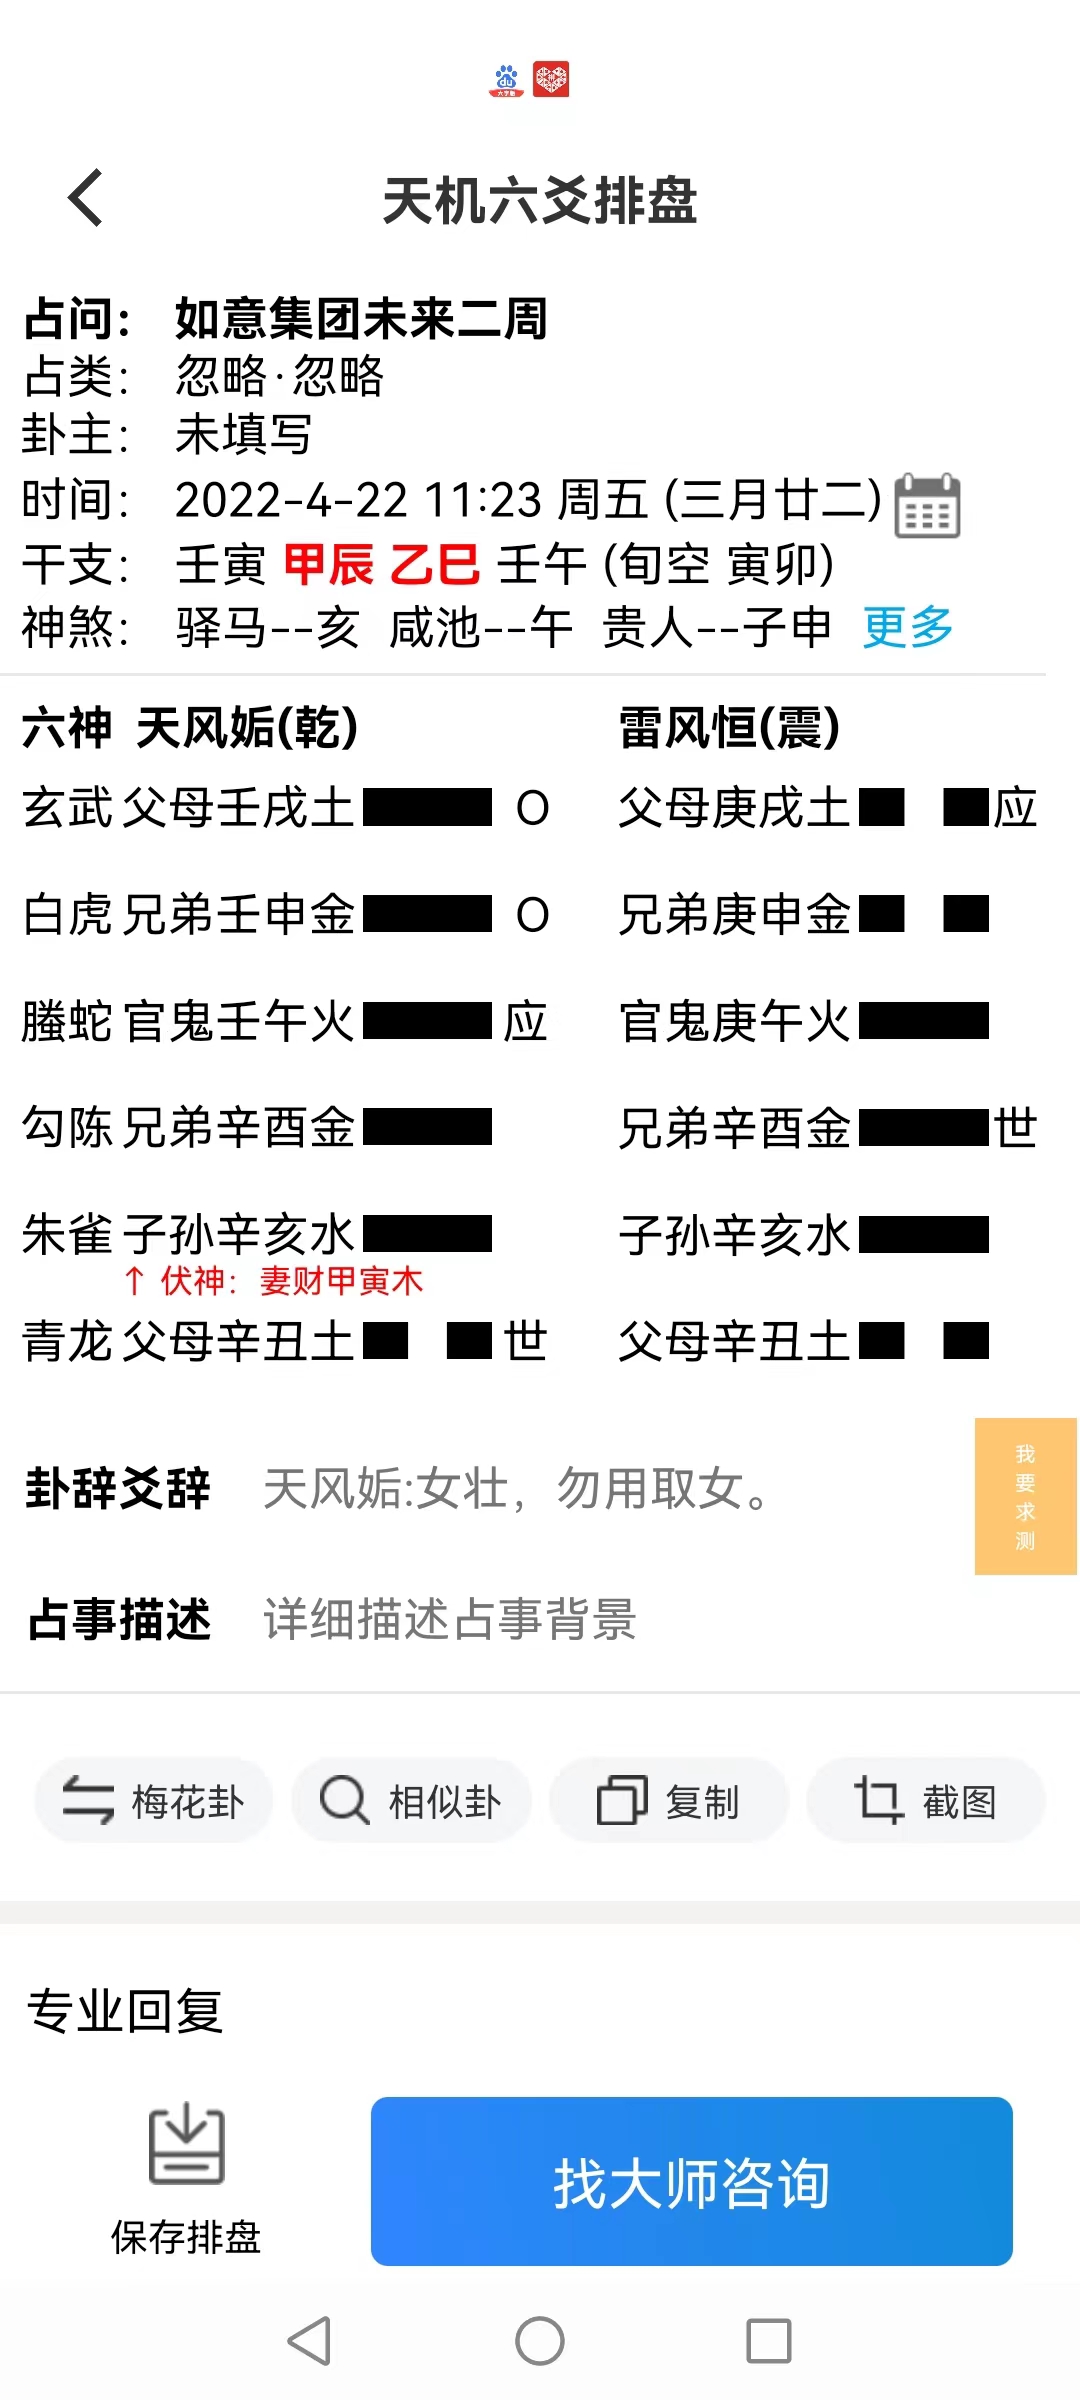 du
六字版
拼
天机六爻排盘
占问： 如意集团未来二周
占类： 忽略·忽略
卦主： 未填写
时间： 2022-4-22 11:23 周五 (三月廿二)
干支： 壬寅 甲辰 乙巳 壬午 (旬空 寅卯)
神煞： 驿马--亥 咸池--午 贵人--子申 更多
六神 天风姤(乾) 雷风恒(震)
玄武 父母壬戌土 O 父母庚戌土 应
白虎 兄弟壬申金 O 兄弟庚申金
螣蛇 官鬼壬午火 应 官鬼庚午火
勾陈 兄弟辛酉金 兄弟辛酉金 世
朱雀 子孙辛亥水 子孙辛亥水
↑ 伏神：妻财甲寅木
青龙 父母辛丑土 世 父母辛丑土
卦辞爻辞 天风姤:女壮，勿用取女。
我要求测
占事描述 详细描述占事背景
梅花卦 相似卦 复制 截图
专业回复
保存排盘 找大师咨询